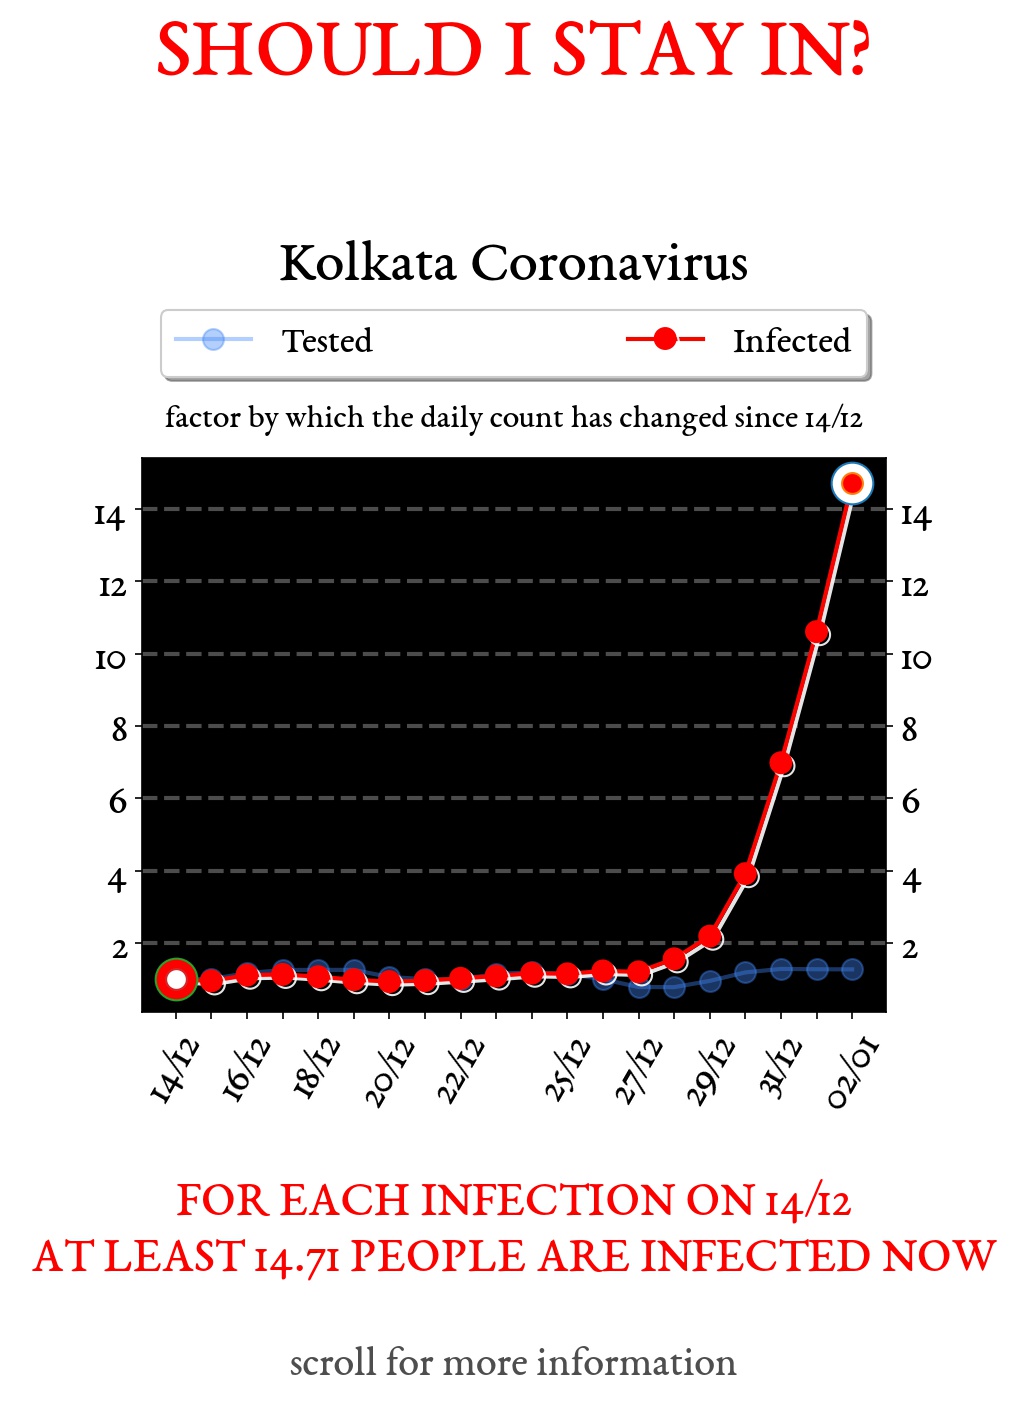 SHOULD I STAY IN?
Kolkata Coronavirus
Tested Infected
factor by which the daily count has changed since 14/12
14 14
12 12
10 10
8 8
6 6
4 4
2 2
14/12 16/12 18/12 20/12 22/12 25/12 27/12 29/12 31/12 02/01
FOR EACH INFECTION ON 14/12
AT LEAST 14.71 PEOPLE ARE INFECTED NOW
scroll for more information